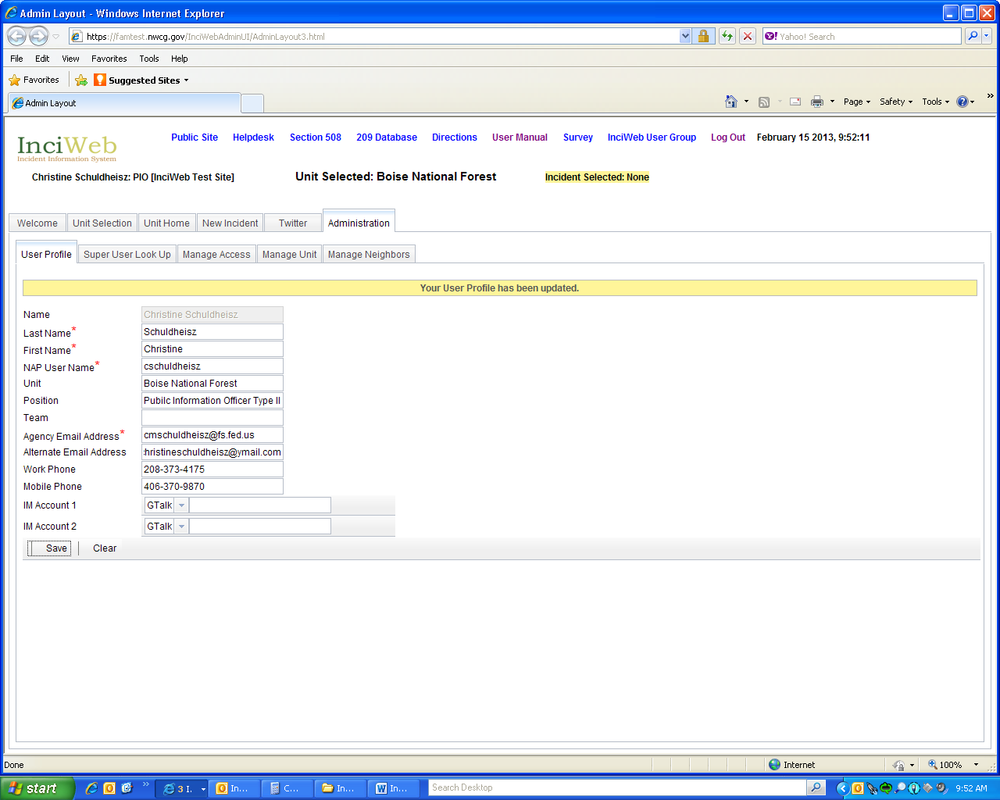 Admin Layout - Windows Internet Explorer
https://famtest.nwcg.gov/InciWebAdminUI/AdminLayout3.html
Yahoo! Search
File Edit View Favorites Tools Help
Favorites Suggested Sites
Admin Layout
Page Safety Tools
InciWeb
Incident Information System
Public Site Helpdesk Section 508 209 Database Directions User Manual Survey InciWeb User Group Log Out February 15 2013, 9:52:11
Christine Schuldheisz: PIO [InciWeb Test Site] Unit Selected: Boise National Forest Incident Selected: None
Welcome Unit Selection Unit Home New Incident Twitter Administration
User Profile Super User Look Up Manage Access Manage Unit Manage Neighbors
Your User Profile has been updated.
Name Christine Schuldheisz
Last Name* Schuldheisz
First Name* Christine
NAP User Name* cschuldheisz
Unit Boise National Forest
Position Pubilc Information Officer Type II
Team
Agency Email Address* cmschuldheisz@fs.fed.us
Alternate Email Address christineschuldheisz@ymail.com
Work Phone 208-373-4175
Mobile Phone 406-370-9870
IM Account 1 GTalk
IM Account 2 GTalk
Save Clear
Done Internet 100%
start 3 I. In... C... In... In... Search Desktop 9:52 AM